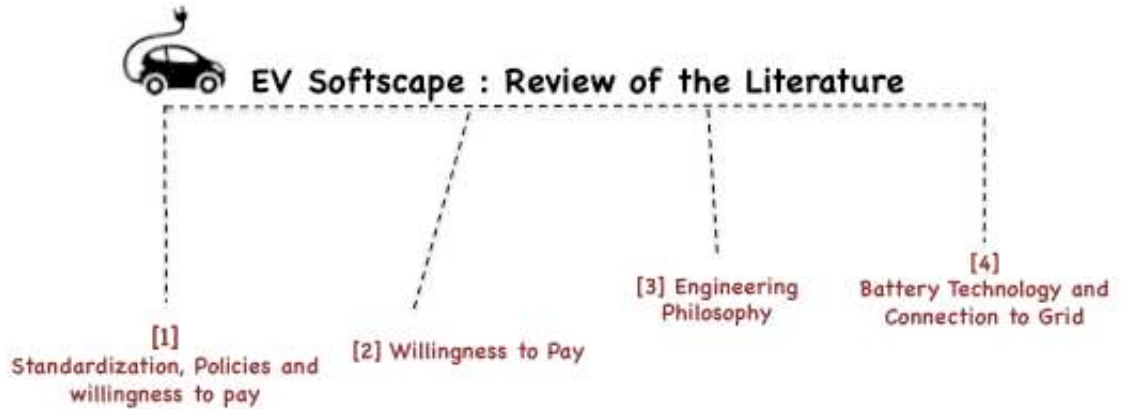 EV Softscape : Review of the Literature
[1]
Standardization, Policies and
willingness to pay
[2] Willingness to Pay
[3] Engineering
Philosophy
[4]
Battery Technology and
Connection to Grid